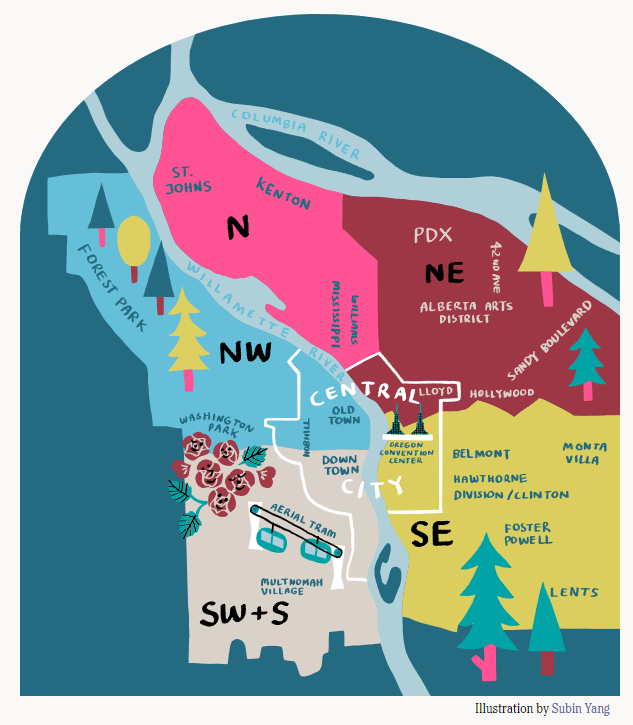 COLUMBIA RIVER
ST.
JOHNS
KENTON
N
PDX
42ND AVE
NE
FOREST PARK
WILLAMETTE RIVER
MISSISSIPPI
WILLIAMS
ALBERTA ARTS
DISTRICT
SANDY BOULEVARD
NW
CENTRAL
LLOYD
HOLLYWOOD
OLD
TOWN
WASHINGTON
PARK
NOB HILL
OREGON
CONVENTION
CENTER
BELMONT
MONTA
VILLA
DOWN
TOWN
CITY
HAWTHORNE
DIVISION/CLINTON
AERIAL TRAM
SE
FOSTER
POWELL
S
MULTNOMAH
VILLAGE
LENTS
SW+S
Illustration by Subin Yang